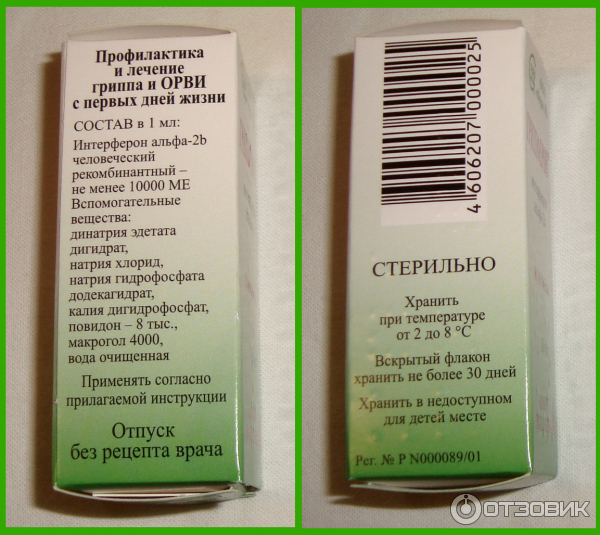 Профилактика
и лечение
гриппа и ОРВИ
с первых дней жизни
СОСТАВ в 1 мл:
Интерферон альфа-2b
человеческий
рекомбинантный –
не менее 10000 МЕ
Вспомогательные
вещества:
динатрия эдетата
дигидрат,
натрия хлорид,
натрия гидрофосфата
додекагидрат,
калия дигидрофосфат,
повидон – 8 тыс.,
макрогол 4000,
вода очищенная
Применять согласно
прилагаемой инструкции
Отпуск
без рецепта врача
4 606207 000025
СТЕРИЛЬНО
Хранить
при температуре
от 2 до 8 °С
Вскрытый флакон
хранить не более 30 дней
Хранить в недоступном
для детей месте
Рег. № Р N000089/01
ОТЗОВИК